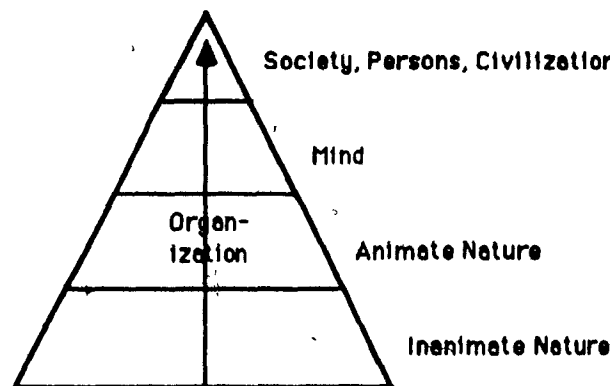 Society, Persons, Civilization
Mind
Organ-
ization
Animate Nature
Inanimate Nature